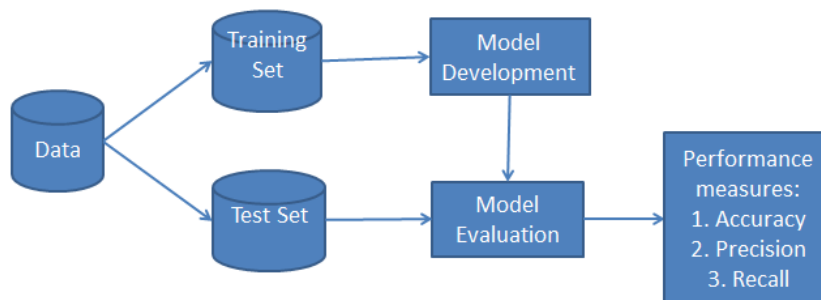 Training
Set
Model
Development
Data
Test Set
Model
Evaluation
Performance
measures:
1. Accuracy
2. Precision
3. Recall